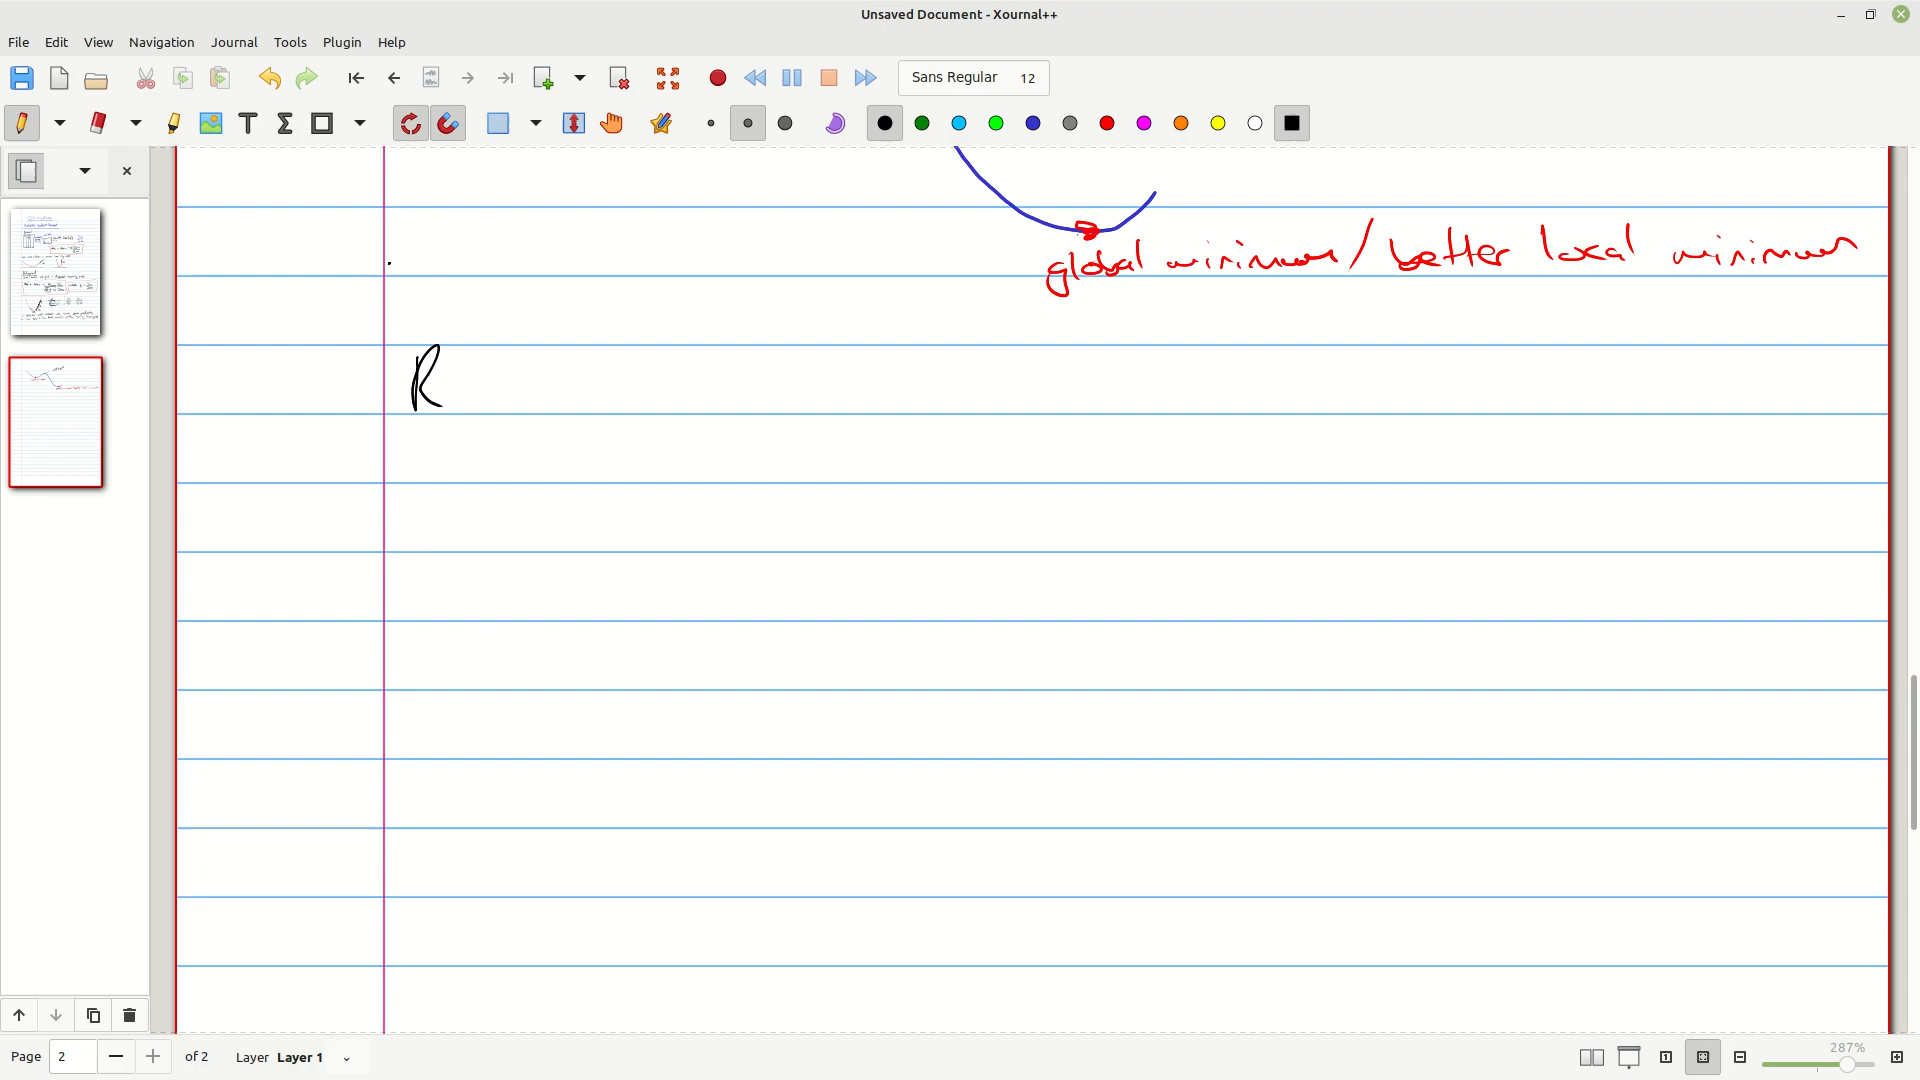 Unsaved Document - Xournal++
File Edit View Navigation Journal Tools Plugin Help
Sans Regular 12
global minimum / better local minimum
R
Page 2 of 2 Layer Layer 1
287%